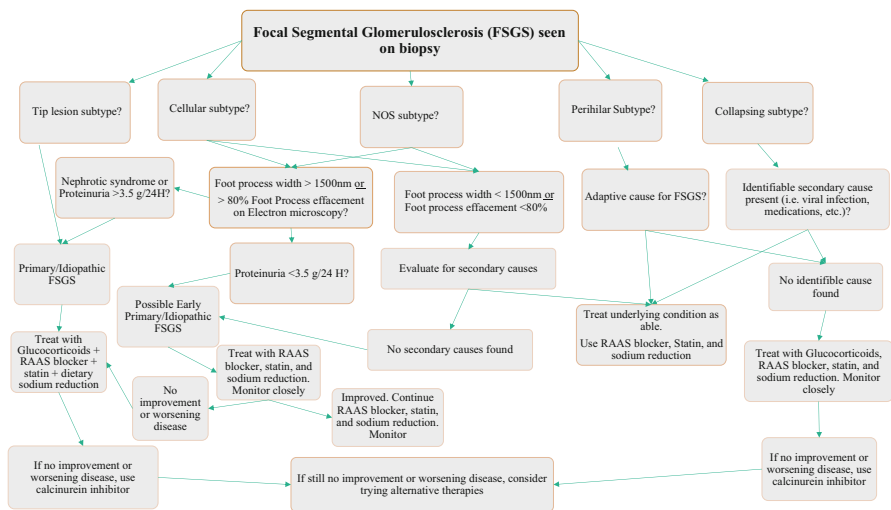 Focal Segmental Glomerulosclerosis (FSGS) seen
on biopsy
Tip lesion subtype?
Cellular subtype?
NOS subtype?
Perihilar Subtype?
Collapsing subtype?
Nephrotic syndrome or
Proteinuria >3.5 g/24H?
Foot process width > 1500nm or
> 80% Foot Process effacement
on Electron microscopy?
Foot process width < 1500nm or
Foot process effacement <80%
Adaptive cause for FSGS?
Identifiable secondary cause
present (i.e. viral infection,
medications, etc.)?
Primary/Idiopathic
FSGS
Proteinuria <3.5 g/24 H?
Evaluate for secondary causes
No identifible cause
found
Possible Early
Primary/Idiopathic
FSGS
Treat underlying condition as
able.
Use RAAS blocker, Statin, and
sodium reduction
Treat with
Glucocorticoids +
RAAS blocker +
statin + dietary
sodium reduction
Treat with RAAS
blocker, statin, and
sodium reduction.
Monitor closely
No secondary causes found
Treat with Glucocorticoids,
RAAS blocker, statin, and
sodium reduction. Monitor
closely
No
improvement
or worsening
disease
Improved. Continue
RAAS blocker, statin,
and sodium reduction.
Monitor
If no improvement or
worsening disease, use
calcinurein inhibitor
If still no improvement or worsening disease, consider
trying alternative therapies
If no improvement or
worsening disease, use
calcinurein inhibitor